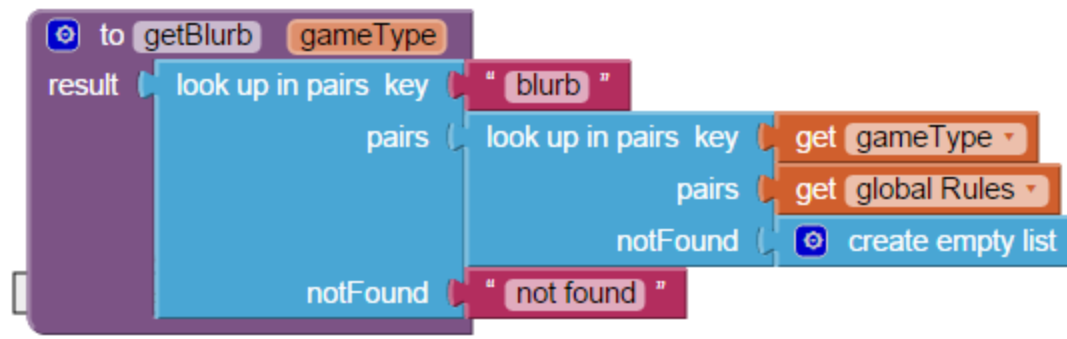 to getBlurb gameType
result look up in pairs key “ blurb ”
pairs look up in pairs key get gameType
pairs get global Rules
notFound create empty list
notFound “ not found ”